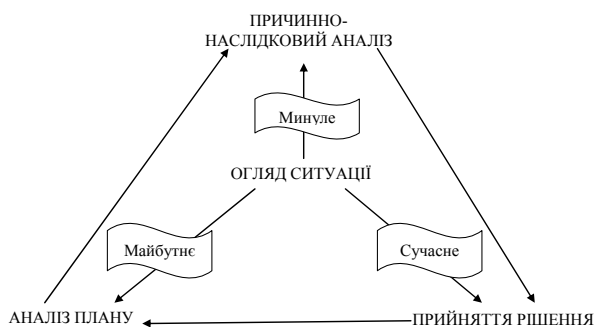 ПРИЧИННО-
НАСЛІДКОВИЙ АНАЛІЗ
Минуле
ОГЛЯД СИТУАЦІЇ
Майбутнє
Сучасне
АНАЛІЗ ПЛАНУ
ПРИЙНЯТТЯ РІШЕННЯ